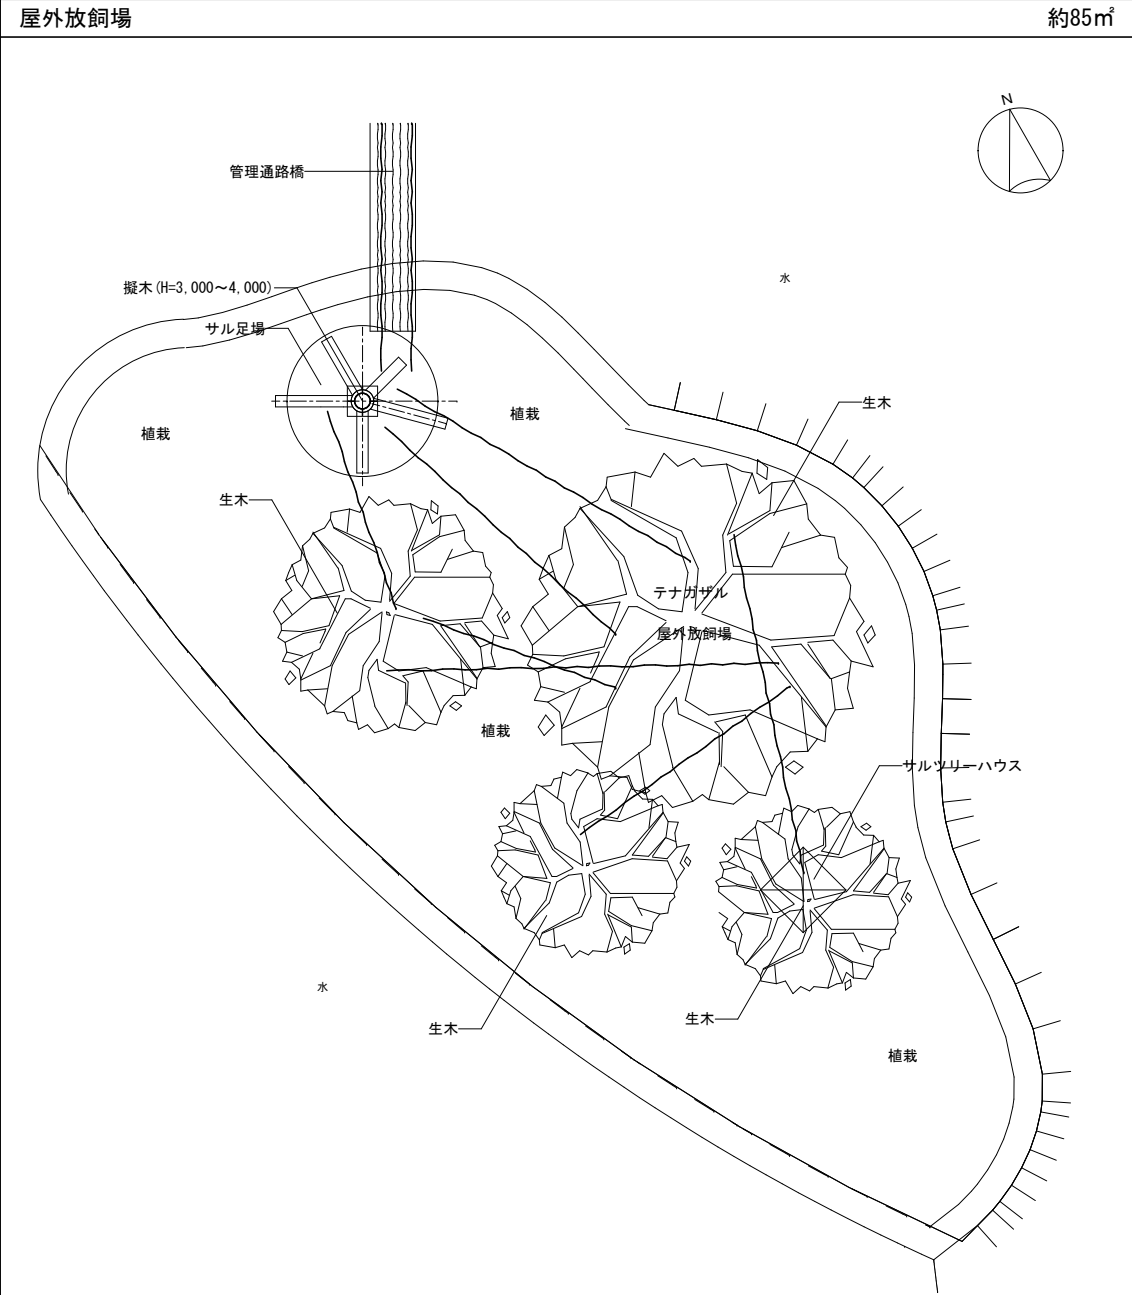 屋外放飼場 約85㎡
N
管理通路橋
水
擬木(H=3,000～4,000)
サル足場
生木
植栽
植栽
生木
テナガザル
屋外放飼場
植栽
サルツリーハウス
水
生木
生木
植栽